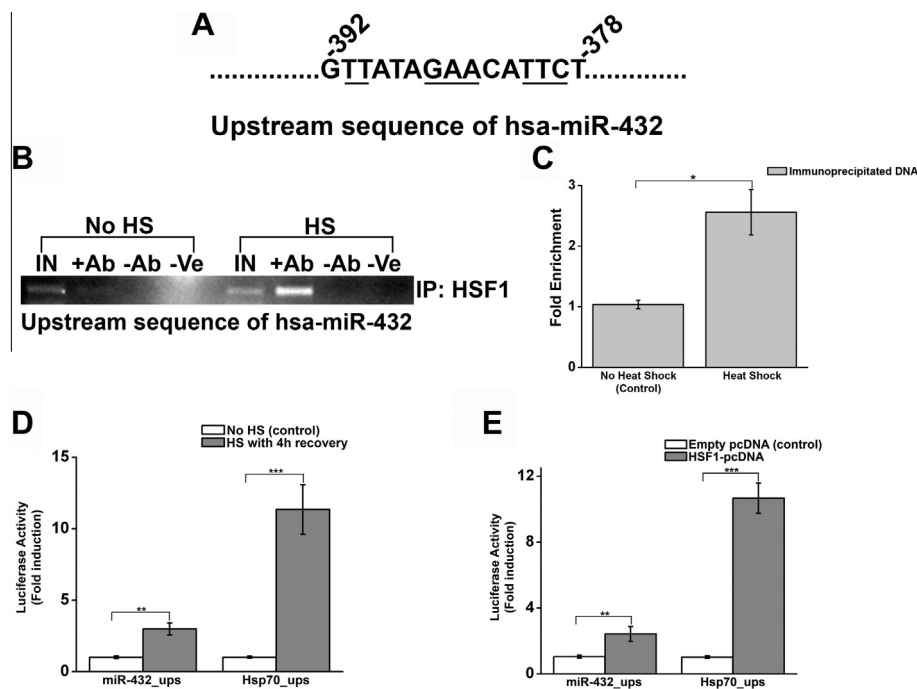 A
-392
-378
...............GTTATAGAACATTCT...............
Upstream sequence of hsa-miR-432
B
No HS
HS
IN +Ab -Ab -Ve IN +Ab -Ab -Ve
IP: HSF1
Upstream sequence of hsa-miR-432
C
Immunoprecipitated DNA
*
3
2
1
0
Fold Enrichment
No Heat Shock
(Control)
Heat Shock
D
No HS (control)
HS with 4h recovery
15
10
5
0
Luciferase Activity
(Fold induction)
**
***
miR-432_ups
Hsp70_ups
E
Empty pcDNA (control)
HSF1-pcDNA
12
8
4
0
Luciferase Activity
(Fold induction)
**
***
miR-432_ups
Hsp70_ups